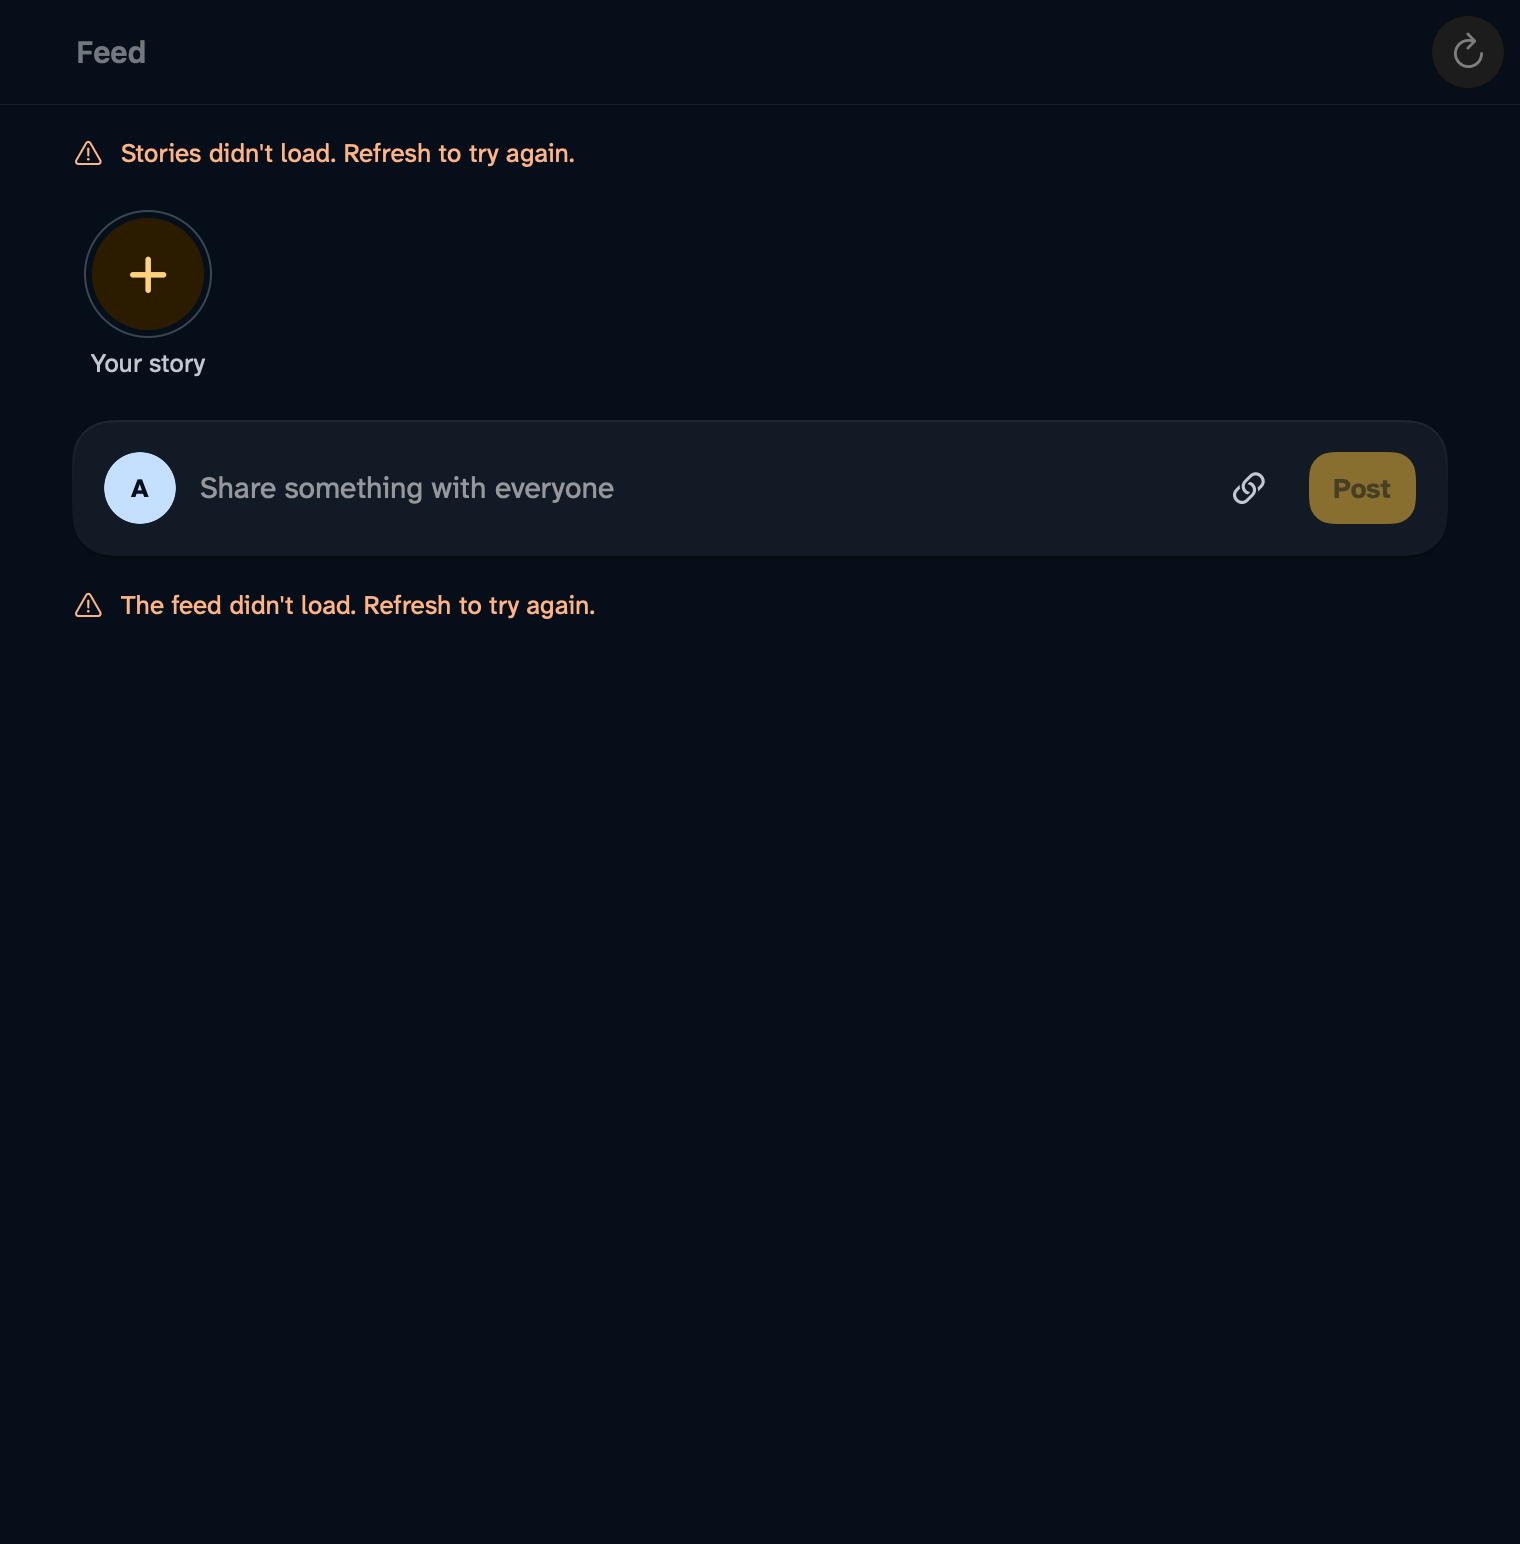 Feed
Stories didn't load. Refresh to try again.
Your story
A
Share something with everyone
Post
The feed didn't load. Refresh to try again.